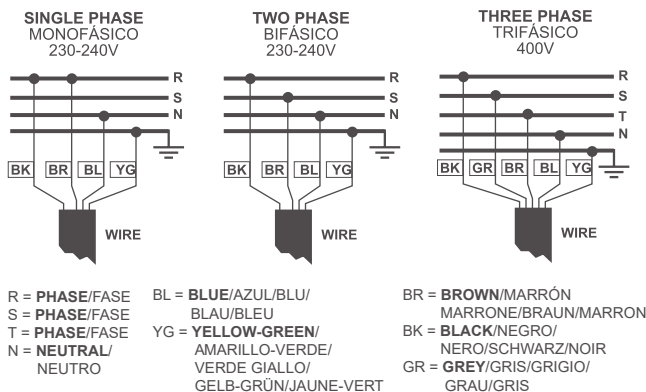 SINGLE PHASE
MONOFÁSICO
230-240V
R
S
N
BK BR BL YG
WIRE
TWO PHASE
BIFÁSICO
230-240V
R
S
N
BK BR BL YG
WIRE
THREE PHASE
TRIFÁSICO
400V
R
S
T
N
BK GR BR BL YG
WIRE
R = PHASE/FASE
S = PHASE/FASE
T = PHASE/FASE
N = NEUTRAL/
NEUTRO
BL = BLUE/AZUL/BLU/
BLAU/BLEU
YG = YELLOW-GREEN/
AMARILLO-VERDE/
VERDE GIALLO/
GELB-GRÜN/JAUNE-VERT
BR = BROWN/MARRÓN
MARRONE/BRAUN/MARRON
BK = BLACK/NEGRO/
NERO/SCHWARZ/NOIR
GR = GREY/GRIS/GRIGIO/
GRAU/GRIS